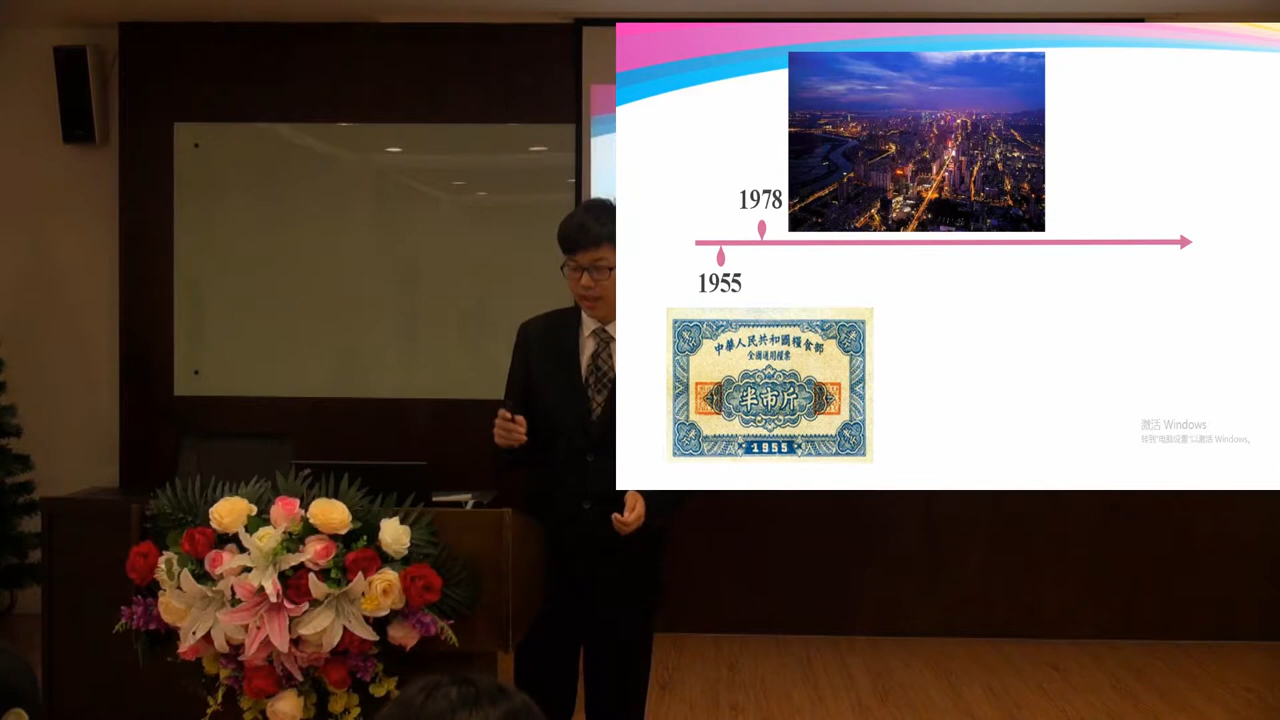 1978
1955
中華人民共和國糧食部
全國通用糧票
半市斤
1955
激活 Windows
转到"电脑设置"以激活 Windows。